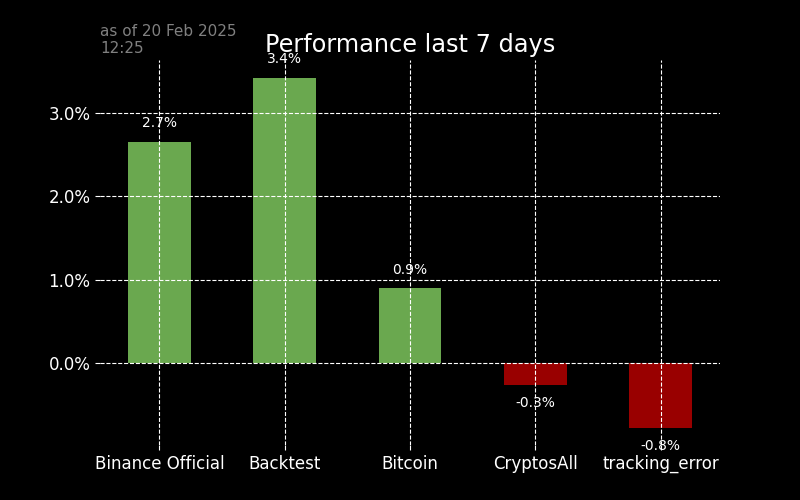 as of 20 Feb 2025
12:25
Performance last 7 days
3.4%
3.0%
2.7%
2.0%
1.0%
0.9%
0.0%
-0.3%
-0.8%
Binance Official
Backtest
Bitcoin
CryptosAll
tracking_error